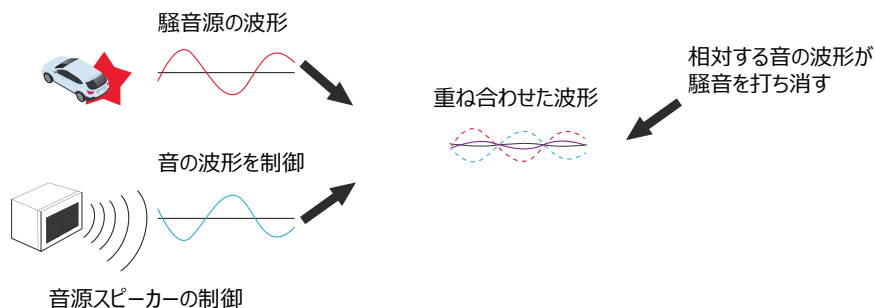 騒音源の波形
相対する音の波形が
騒音を打ち消す
重ね合わせた波形
音の波形を制御
音源スピーカーの制御